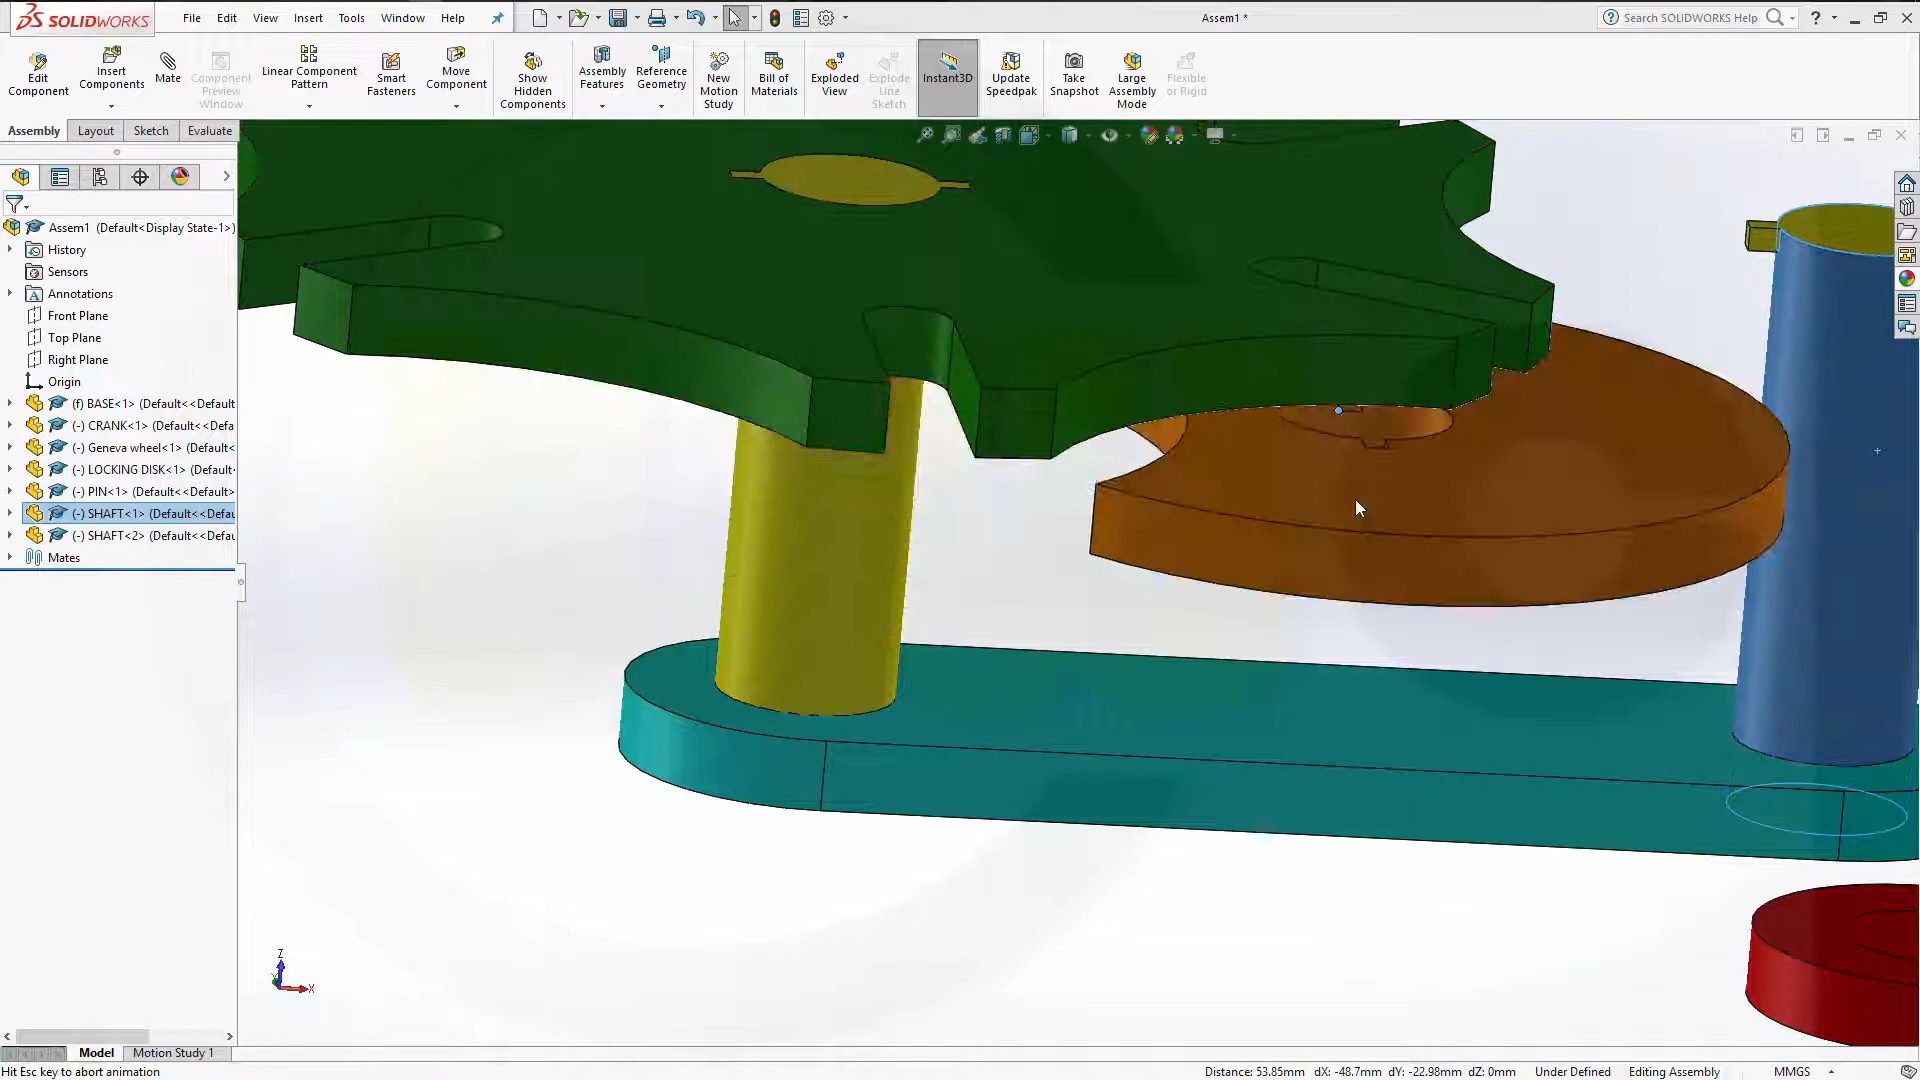 SOLIDWORKS
File Edit View Insert Tools Window Help
Assem1 *
Search SOLIDWORKS Help
Edit Component
Insert Components
Mate
Component Preview Window
Linear Component Pattern
Smart Fasteners
Move Component
Show Hidden Components
Assembly Features
Reference Geometry
New Motion Study
Bill of Materials
Exploded View
Explode Line Sketch
Instant3D
Update Speedpak
Take Snapshot
Large Assembly Mode
Flexible or Rigid
Assembly Layout Sketch Evaluate
Assem1 (Default<Display State-1>)
History
Sensors
Annotations
Front Plane
Top Plane
Right Plane
Origin
(f) BASE<1> (Default<<Default
(-) CRANK<1> (Default<<Defa
(-) Geneva wheel<1> (Default<
(-) LOCKING DISK<1> (Default<
(-) PIN<1> (Default<<Default>
(-) SHAFT<1> (Default<<Defau
(-) SHAFT<2> (Default<<Defau
Mates
Z
X
Model Motion Study 1
Hit Esc key to abort animation
Distance: 53.85mm dX: -48.7mm dY: -22.98mm dZ: 0mm Under Defined Editing Assembly MMGS